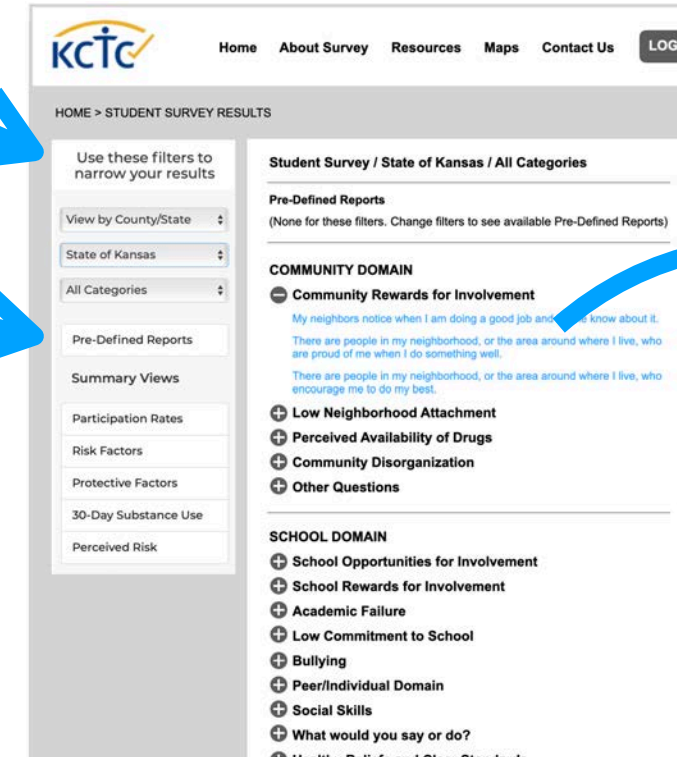 KCTC
Home About Survey Resources Maps Contact Us LOG
HOME > STUDENT SURVEY RESULTS
Use these filters to
narrow your results
View by County/State
State of Kansas
All Categories
Pre-Defined Reports
Summary Views
Participation Rates
Risk Factors
Protective Factors
30-Day Substance Use
Perceived Risk
Student Survey / State of Kansas / All Categories
Pre-Defined Reports
(None for these filters. Change filters to see available Pre-Defined Reports)
COMMUNITY DOMAIN
Community Rewards for Involvement
My neighbors notice when I am doing a good job and know about it.
There are people in my neighborhood, or the area around where I live, who
are proud of me when I do something well.
There are people in my neighborhood, or the area around where I live, who
encourage me to do my best.
Low Neighborhood Attachment
Perceived Availability of Drugs
Community Disorganization
Other Questions
SCHOOL DOMAIN
School Opportunities for Involvement
School Rewards for Involvement
Academic Failure
Low Commitment to School
Bullying
Peer/Individual Domain
Social Skills
What would you say or do?